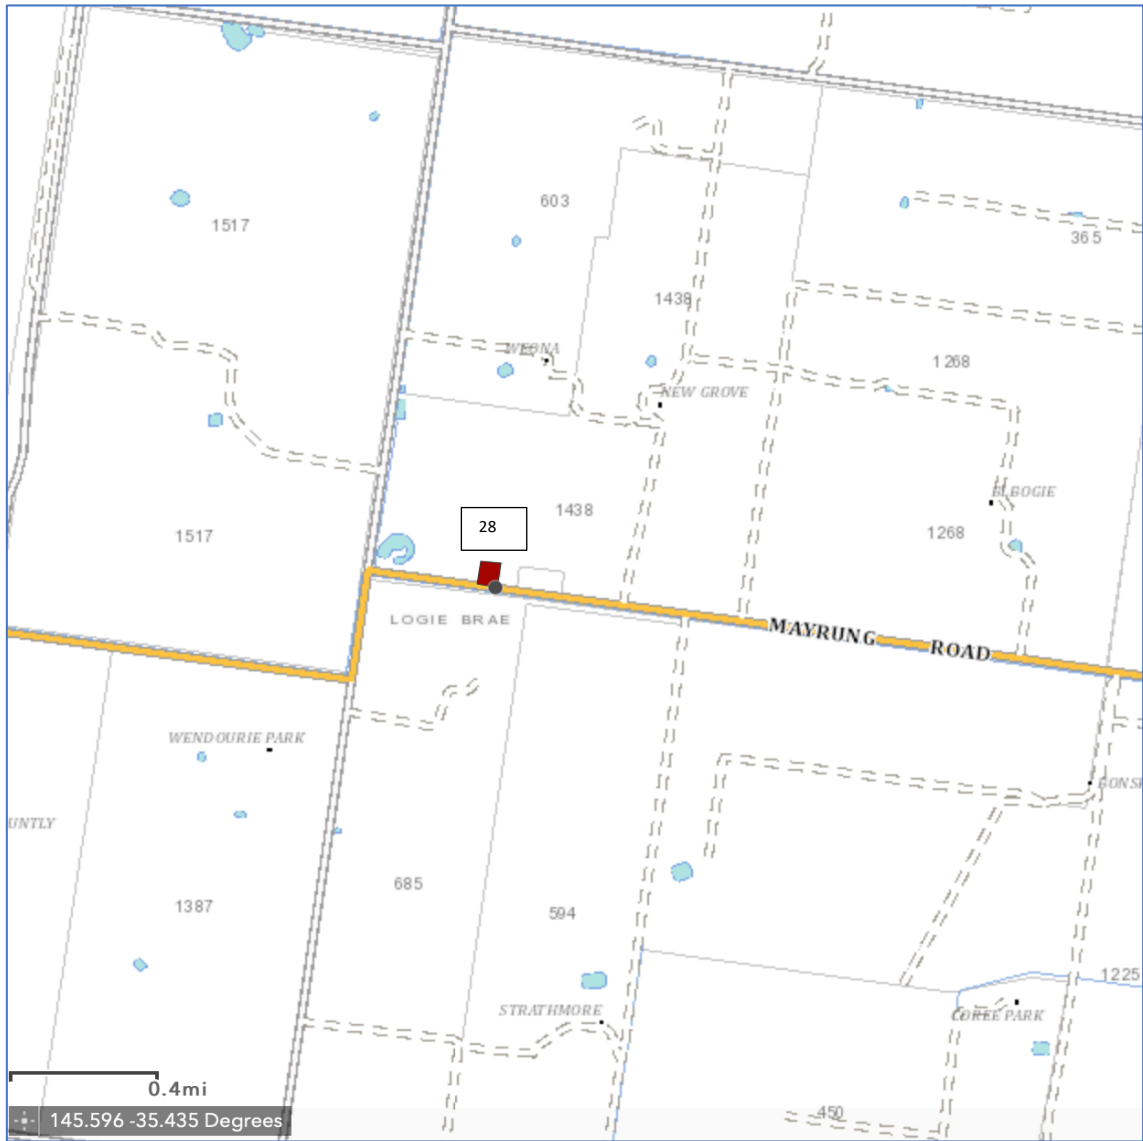 603
1517
365
1438
WEONA
1268
NEW GROVE
ELBOGIE
1438
28
1268
1517
LOGIE BRAE
MAYRUNG ROAD
WENDOURIE PARK
BONSH
UNTLY
685
1387
594
1225
STRATHMORE
COREE PARK
0.4mi
450
145.596 -35.435 Degrees